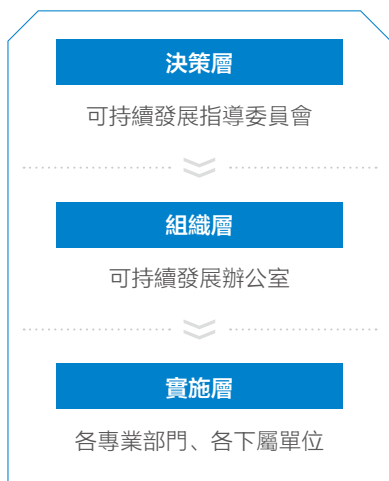 決策層
可持續發展指導委員會
組織層
可持續發展辦公室
實施層
各專業部門、各下屬單位